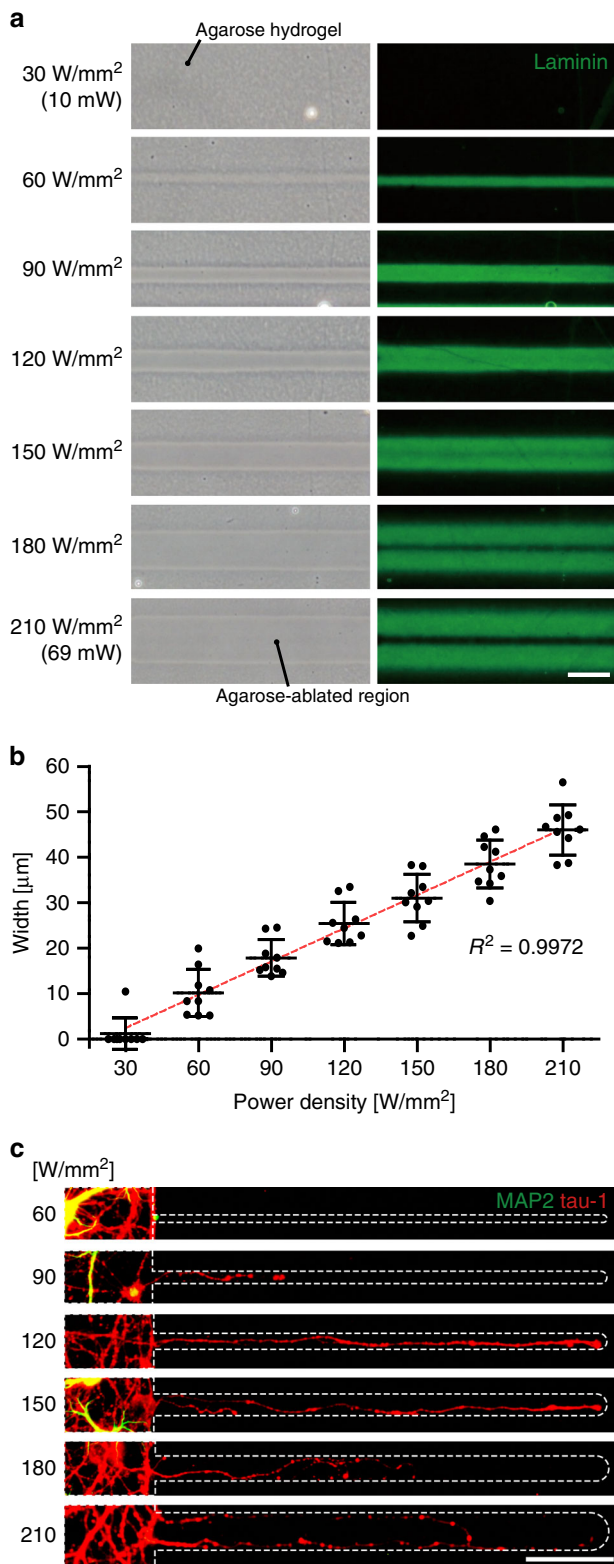 a
Agarose hydrogel
30 W/mm²
(10 mW)
Laminin
60 W/mm²
90 W/mm²
120 W/mm²
150 W/mm²
180 W/mm²
210 W/mm²
(69 mW)
Agarose-ablated region
b
60
50
40
30
20
10
0
Width [μm]
R² = 0.9972
30 60 90 120 150 180 210
Power density [W/mm²]
c
[W/mm²]
60
MAP2 tau-1
90
120
150
180
210